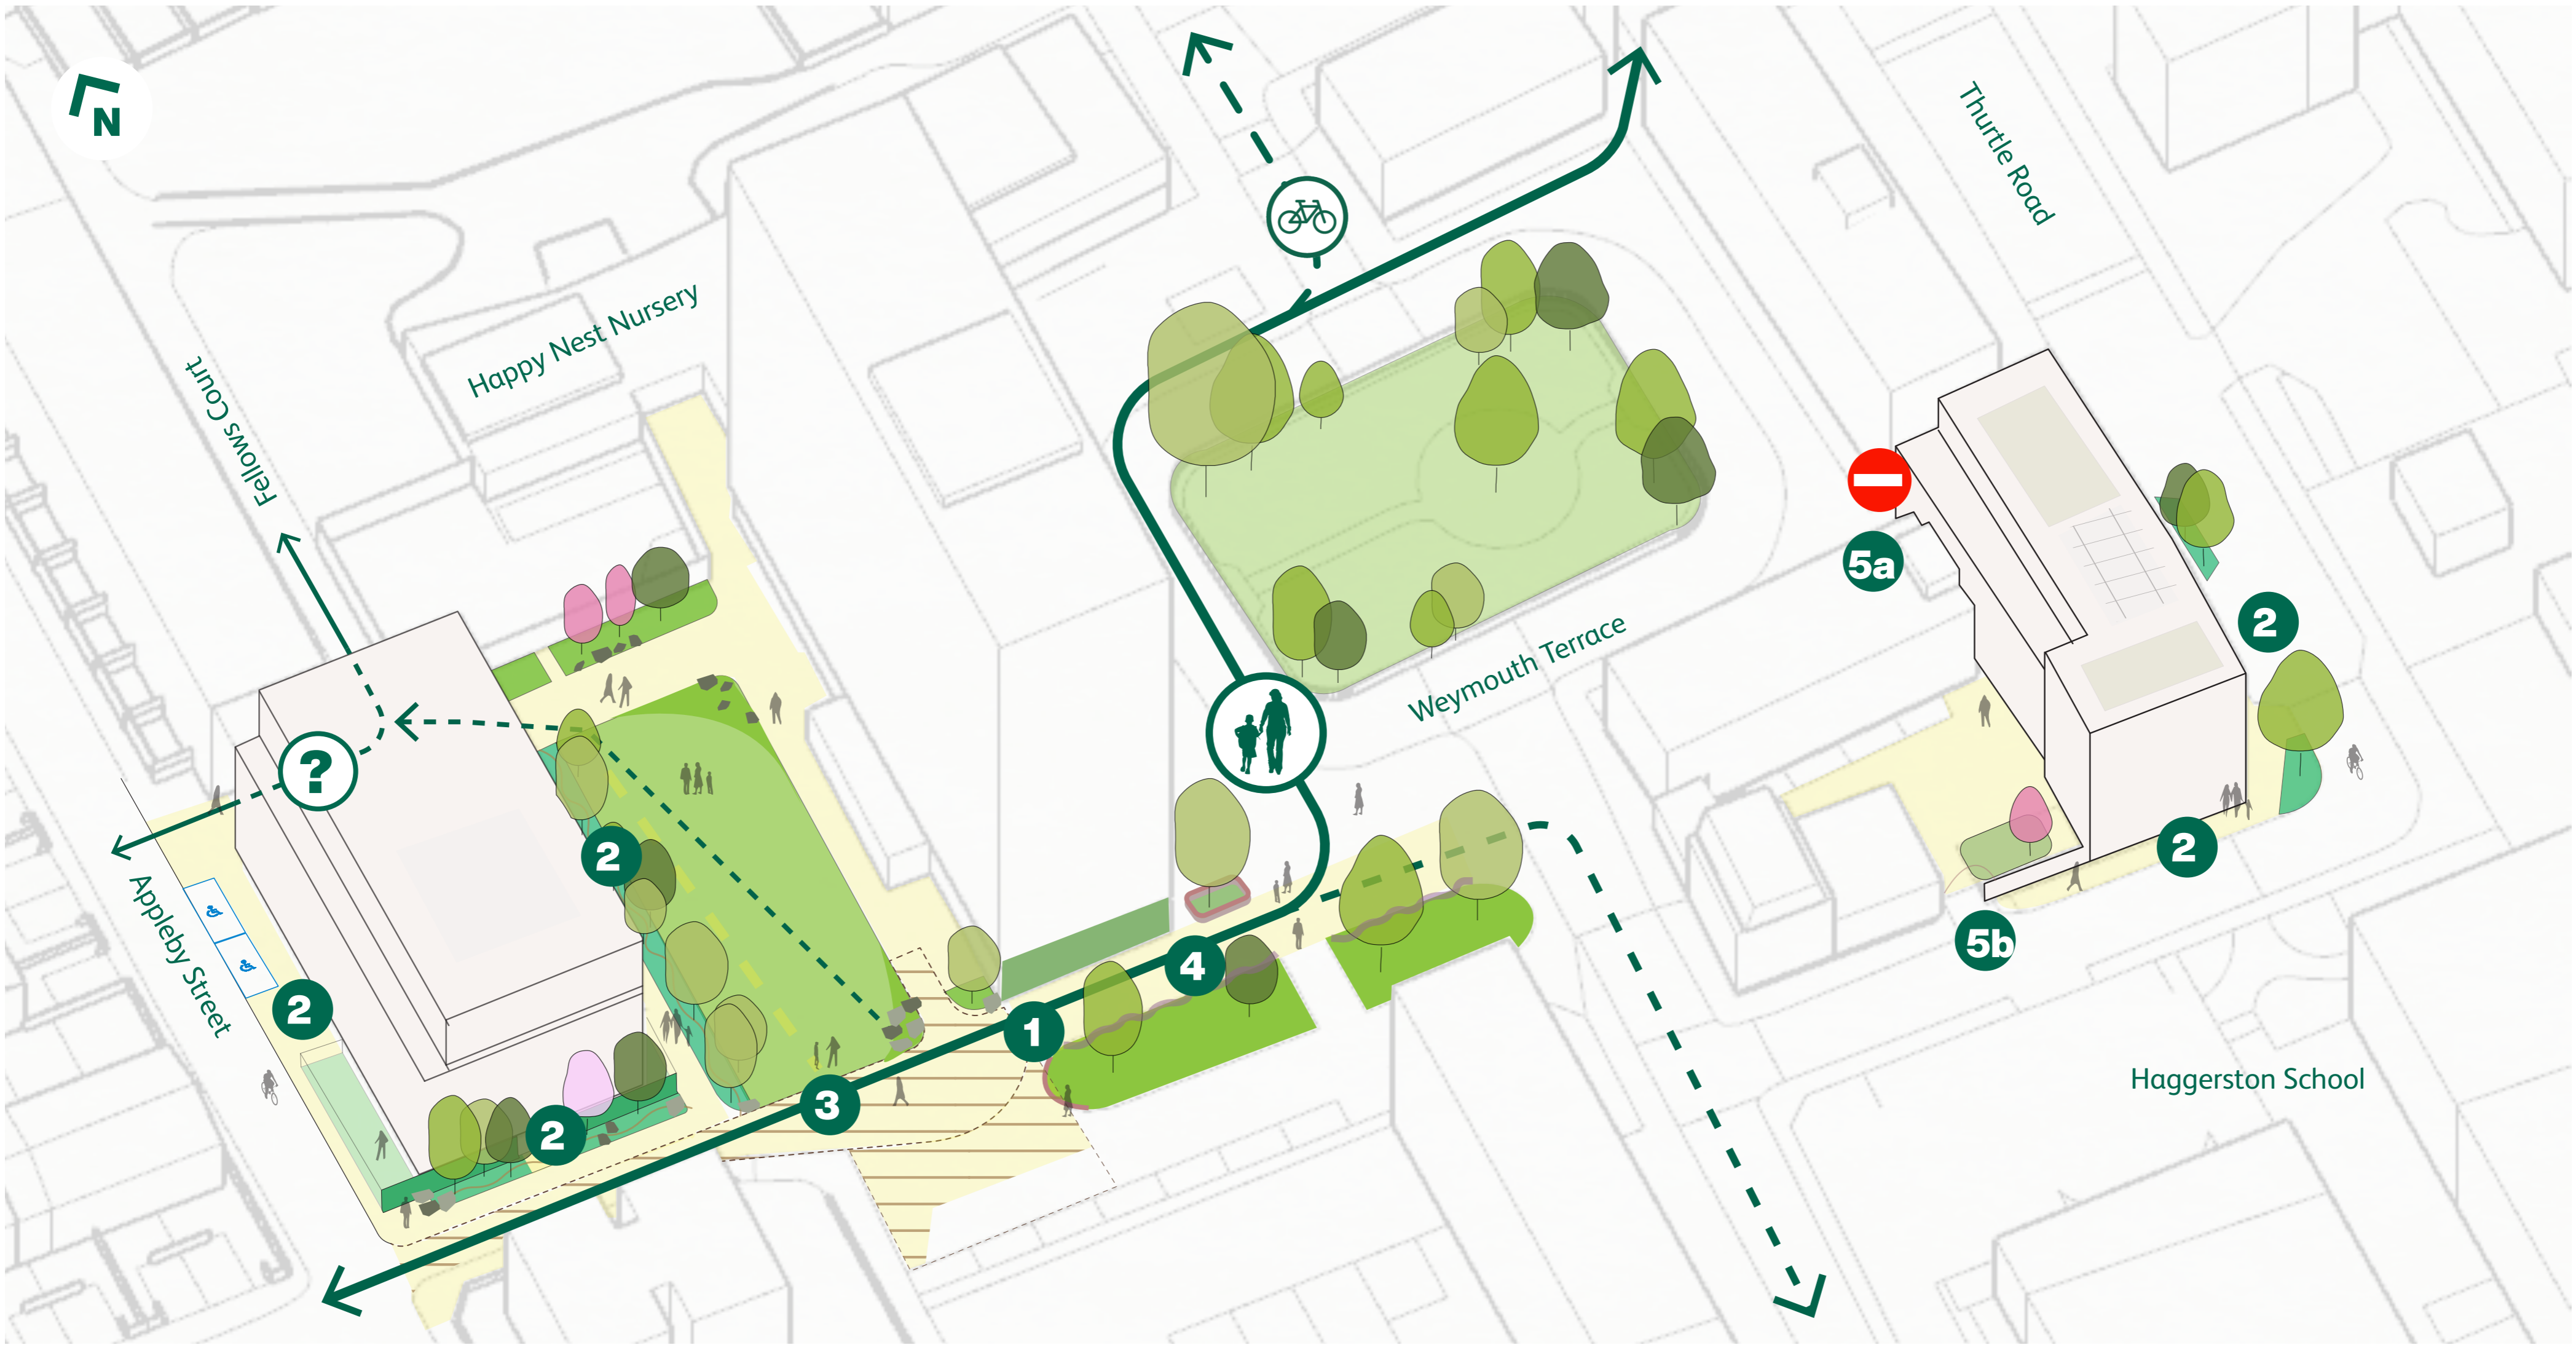 N
Thurtle Road
Happy Nest Nursery
Fellows Court
5a
2
Weymouth Terrace
?
2
2
Appleby Street
5b
4
2
1
Haggerston School
3
2